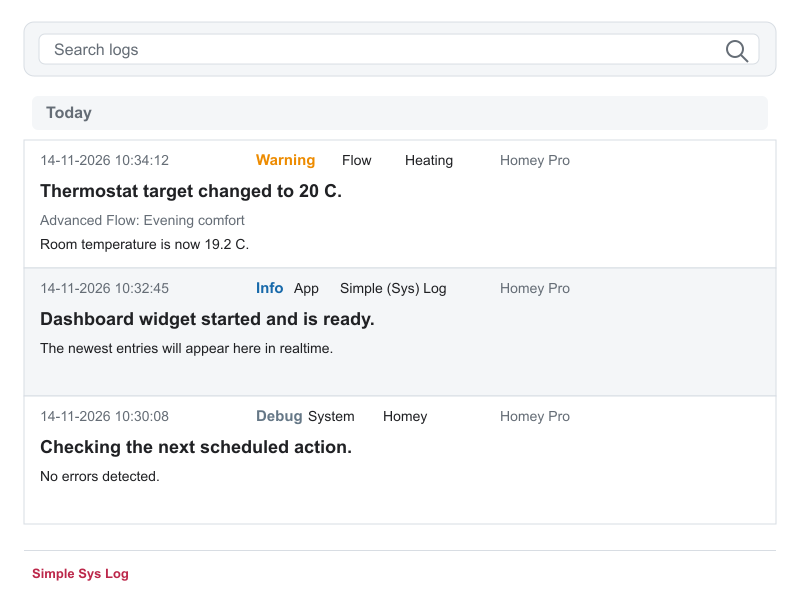 Search logs
Today
14-11-2026 10:34:12 Warning Flow Heating Homey Pro
Thermostat target changed to 20 C.
Advanced Flow: Evening comfort
Room temperature is now 19.2 C.
14-11-2026 10:32:45 Info App Simple (Sys) Log Homey Pro
Dashboard widget started and is ready.
The newest entries will appear here in realtime.
14-11-2026 10:30:08 Debug System Homey Homey Pro
Checking the next scheduled action.
No errors detected.
Simple Sys Log